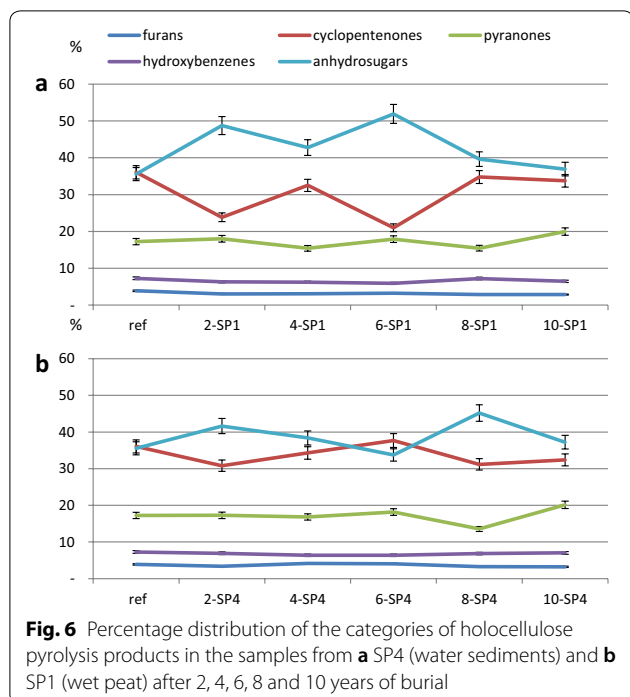 %
furans cyclopentenones pyranones
hydroxybenzenes anhydrosugars
a
60
50
40
30
20
10
-
ref 2-SP1 4-SP1 6-SP1 8-SP1 10-SP1
%
b
60
50
40
30
20
10
-
ref 2-SP4 4-SP4 6-SP4 8-SP4 10-SP4
Fig. 6 Percentage distribution of the categories of holocellulose
pyrolysis products in the samples from a SP4 (water sediments) and b
SP1 (wet peat) after 2, 4, 6, 8 and 10 years of burial